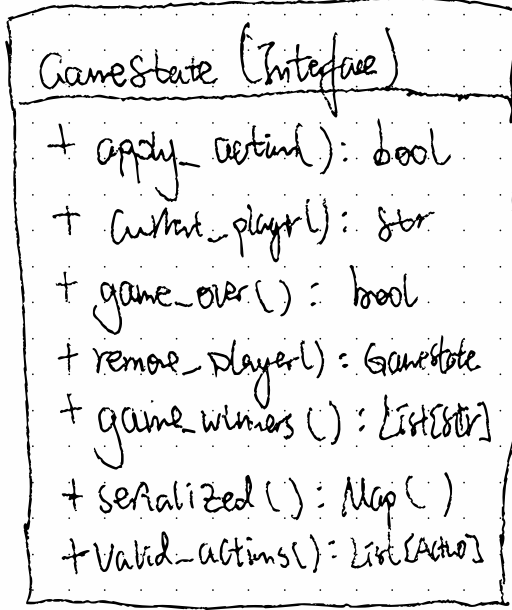 GameState (Interface)
+ apply_action(): bool
+ current_player(): str
+ game_over(): bool
+ remove_player(): GameState
+ game_winners(): List[str]
+ serialized(): Map()
+ valid_actions(): List[Action]